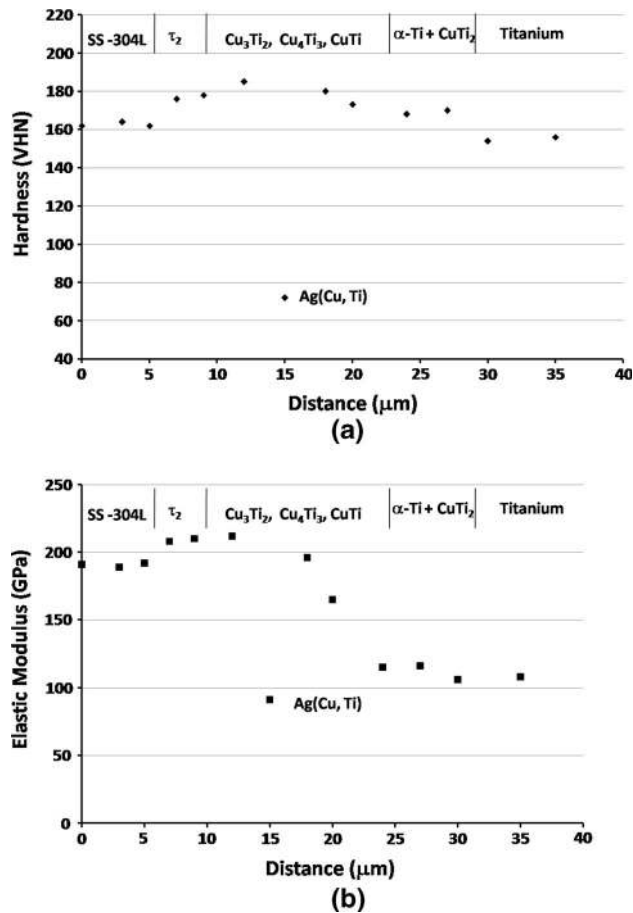 220
SS -304L τ₂ Cu₃Ti₂, Cu₄Ti₃, CuTi α-Ti + CuTi₂ Titanium
200
180
160
140
120
100
80
60
40
Hardness (VHN)
Ag(Cu, Ti)
0 5 10 15 20 25 30 35 40
Distance (μm)
(a)
250
SS -304L τ₂ Cu₃Ti₂, Cu₄Ti₃, CuTi α-Ti + CuTi₂ Titanium
200
150
100
50
0
Elastic Modulus (GPa)
Ag(Cu, Ti)
0 5 10 15 20 25 30 35 40
Distance (μm)
(b)